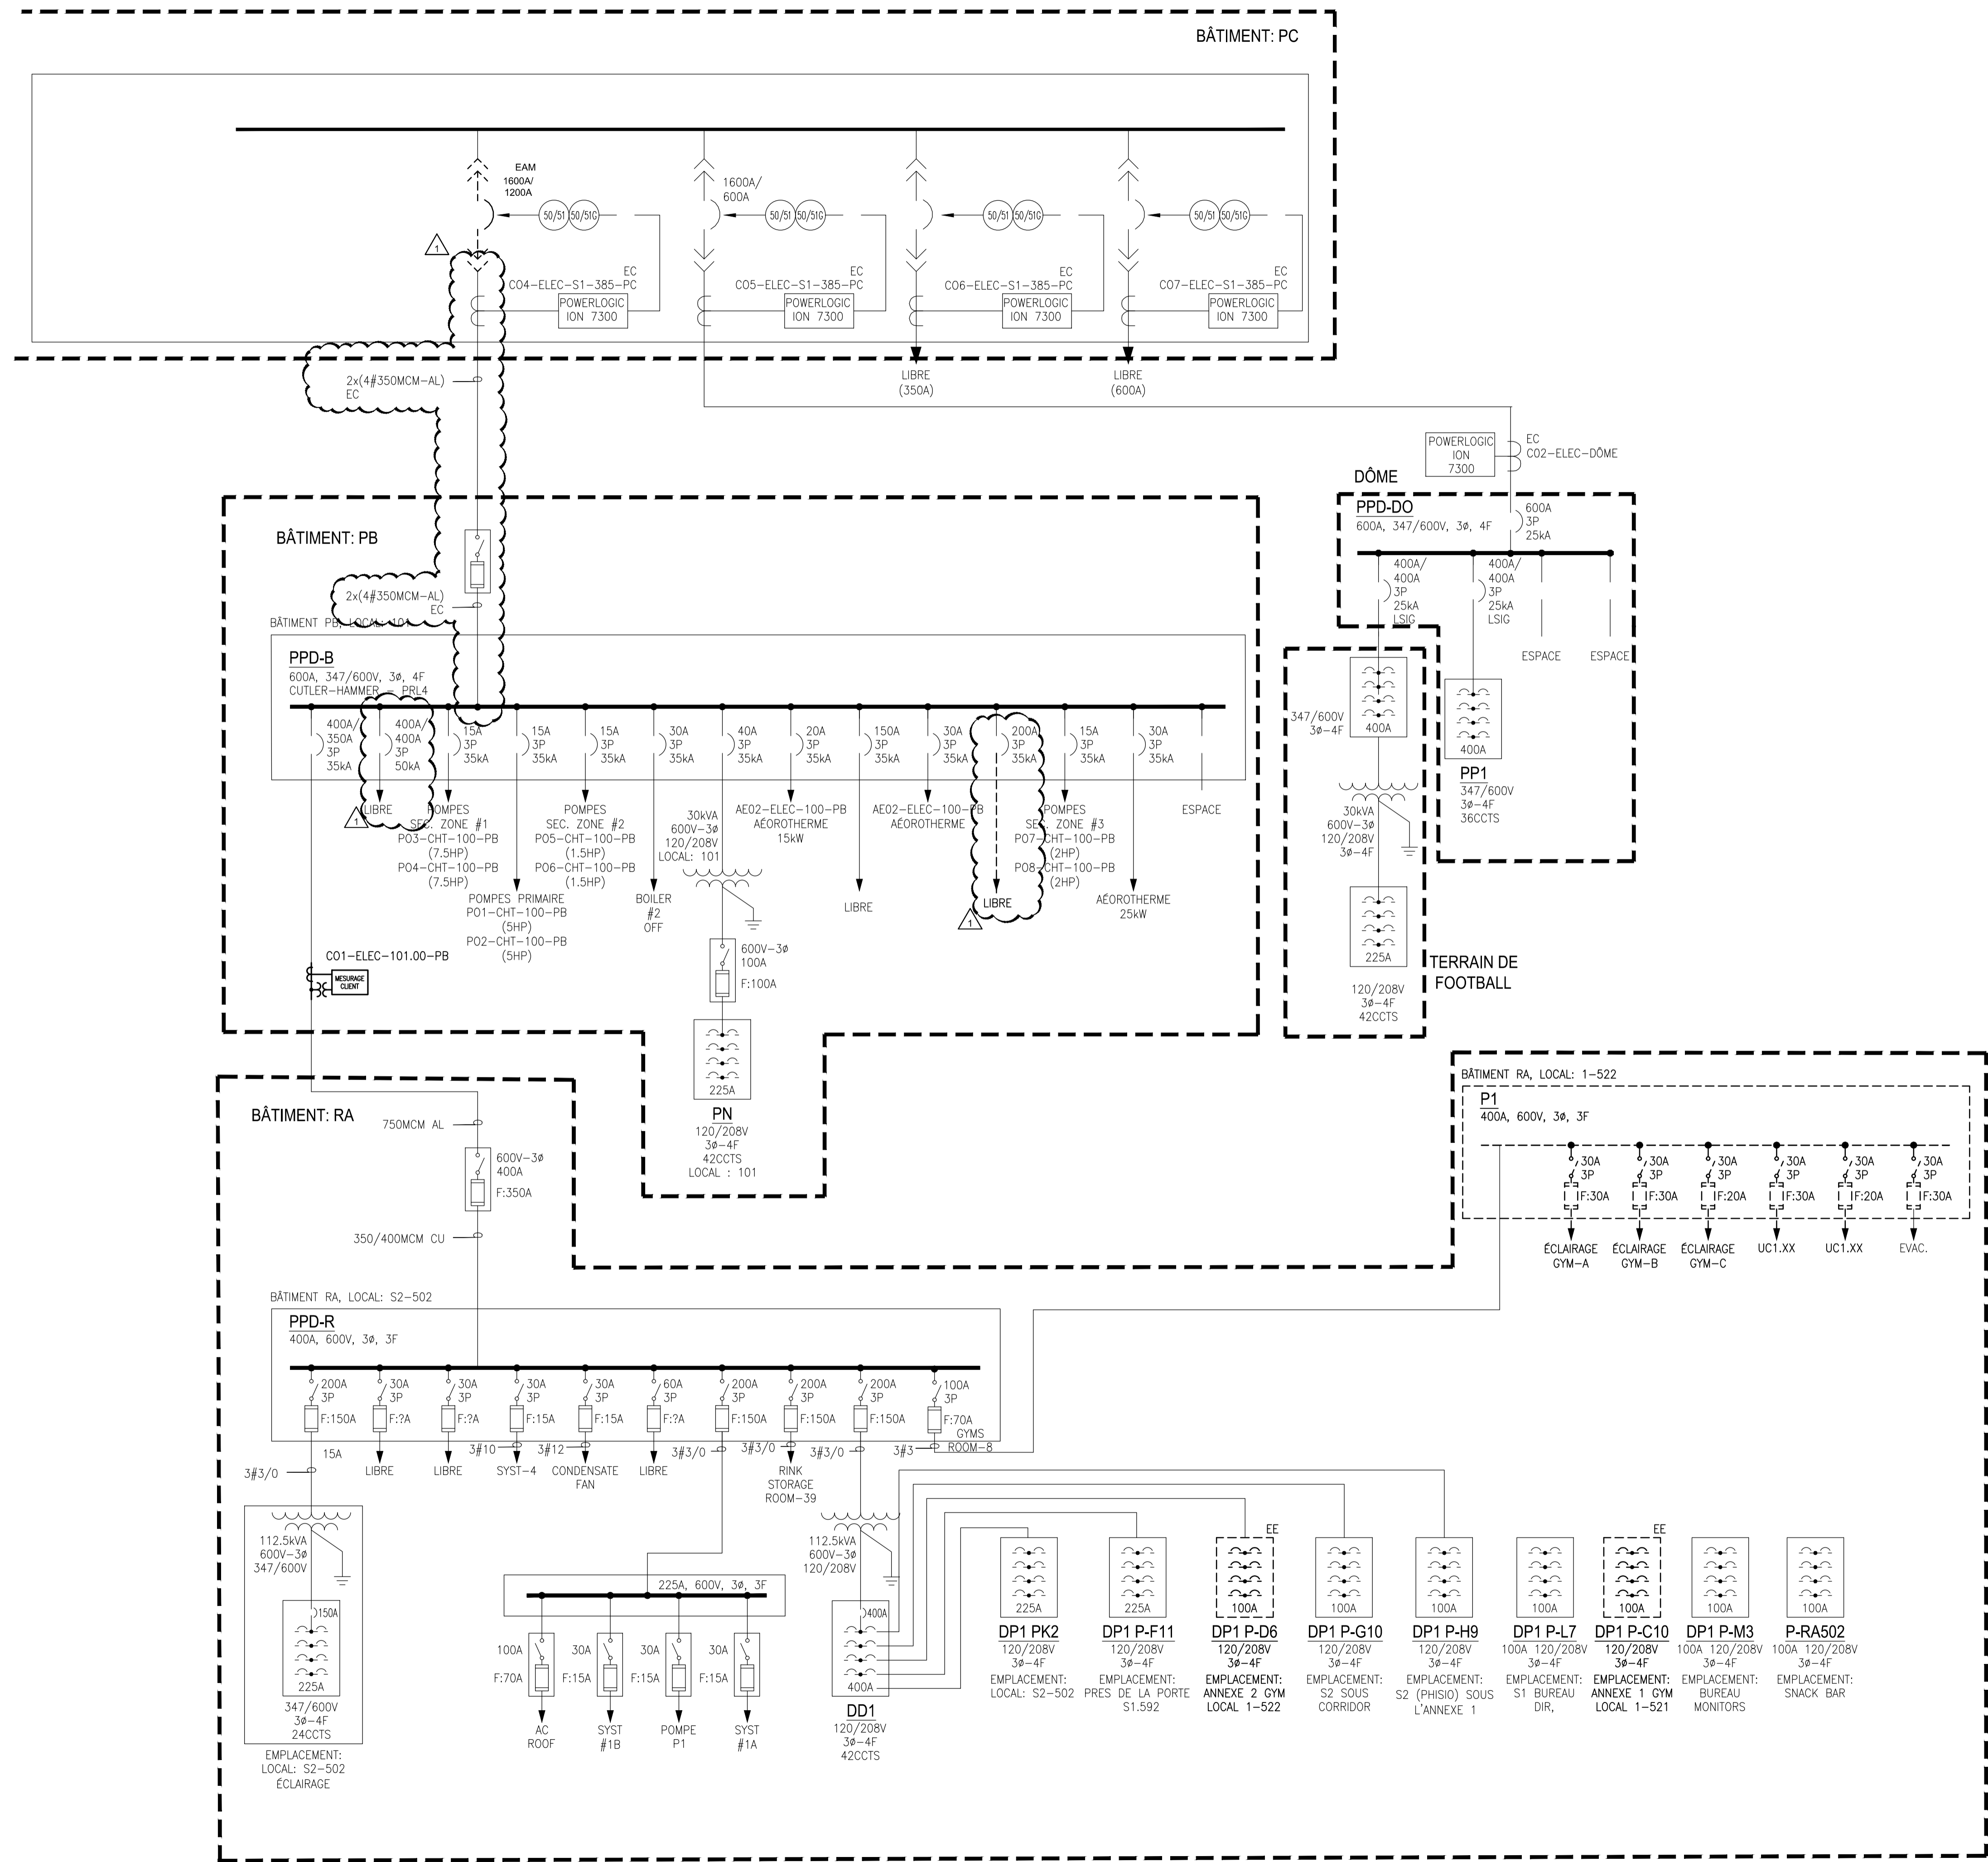 BÂTIMENT: PC
EAM
1600A/
1200A
50/51
50/51G
1
EC
CO4-ELEC-S1-385-PC
POWERLOGIC
ION 7300
1600A/
600A
50/51
50/51G
EC
CO5-ELEC-S1-385-PC
POWERLOGIC
ION 7300
50/51
50/51G
EC
CO6-ELEC-S1-385-PC
POWERLOGIC
ION 7300
50/51
50/51G
EC
CO7-ELEC-S1-385-PC
POWERLOGIC
ION 7300
LIBRE
(350A)
LIBRE
(600A)
2x(4#350MCM-AL)
EC
POWERLOGIC
ION
7300
EC
CO2-ELEC-DÔME
DÔME
PPD-DO
600A, 347/600V, 3ø, 4F
600A
3P
25kA
400A/
400A
3P
25kA
LSIG
400A/
400A
3P
25kA
LSIG
ESPACE
ESPACE
347/600V
3ø-4F
400A
30kVA
600V-3ø
120/208V
3ø-4F
225A
120/208V
3ø-4F
42CCTS
TERRAIN DE
FOOTBALL
400A
PP1
347/600V
3ø-4F
36CCTS
BÂTIMENT: PB
2x(4#350MCM-AL)
EC
BÂTIMENT PB, LOCAL: 101
PPD-B
600A, 347/600V, 3ø, 4F
CUTLER-HAMMER - PRL4
400A/
350A
3P
35kA
400A/
400A
3P
50kA
15A
3P
35kA
15A
3P
35kA
15A
3P
35kA
30A
3P
35kA
40A
3P
35kA
20A
3P
35kA
150A
3P
35kA
30A
3P
35kA
200A
3P
35kA
15A
3P
35kA
30A
3P
35kA
1
LIBRE
POMPES
SEC. ZONE #1
PO3-CHT-100-PB
(7.5HP)
PO4-CHT-100-PB
(7.5HP)
POMPES PRIMAIRE
PO1-CHT-100-PB
(5HP)
PO2-CHT-100-PB
(5HP)
POMPES
SEC. ZONE #2
PO5-CHT-100-PB
(1.5HP)
PO6-CHT-100-PB
(1.5HP)
BOILER
#2
OFF
30kVA
600V-3ø
120/208V
LOCAL: 101
600V-3ø
100A
F:100A
225A
PN
120/208V
3ø-4F
42CCTS
LOCAL : 101
AE02-ELEC-100-PB
AÉOROTHERME
15kW
LIBRE
AE02-ELEC-100-PB
AÉOROTHERME
LIBRE
1
POMPES
SEC. ZONE #3
PO7-CHT-100-PB
(2HP)
PO8-CHT-100-PB
(2HP)
AÉOROTHERME
25kW
ESPACE
CO1-ELEC-101.00-PB
MESURAGE
CLIENT
BÂTIMENT: RA
750MCM AL
600V-3ø
400A
F:350A
350/400MCM CU
BÂTIMENT RA, LOCAL: 1-522
P1
400A, 600V, 3ø, 3F
30A
3P
F:30A
30A
3P
F:30A
30A
3P
F:20A
30A
3P
F:30A
30A
3P
F:20A
30A
3P
F:30A
ÉCLAIRAGE
GYM-A
ÉCLAIRAGE
GYM-B
ÉCLAIRAGE
GYM-C
UC1.XX
UC1.XX
EVAC.
BÂTIMENT RA, LOCAL: S2-502
PPD-R
400A, 600V, 3ø, 3F
200A
3P
F:150A
30A
3P
F:?A
30A
3P
F:?A
30A
3P
F:15A
30A
3P
F:15A
60A
3P
F:?A
200A
3P
F:150A
200A
3P
F:150A
200A
3P
F:150A
100A
3P
F:70A
GYMS
ROOM-8
15A
3#3/0
LIBRE
LIBRE
3#10
SYST-4
3#12
CONDENSATE
FAN
LIBRE
3#3/0
3#3/0
RINK
STORAGE
ROOM-39
3#3/0
3#3
112.5kVA
600V-3ø
347/600V
150A
225A
347/600V
3ø-4F
24CCTS
EMPLACEMENT:
LOCAL: S2-502
ÉCLAIRAGE
225A, 600V, 3ø, 3F
100A
F:70A
AC
ROOF
30A
F:15A
SYST
#1B
30A
F:15A
POMPE
P1
30A
F:15A
SYST
#1A
112.5kVA
600V-3ø
120/208V
400A
400A
DD1
120/208V
3ø-4F
42CCTS
225A
DP1 PK2
120/208V
3ø-4F
EMPLACEMENT:
LOCAL: S2-502
225A
DP1 P-F11
120/208V
3ø-4F
EMPLACEMENT:
PRES DE LA PORTE
S1.592
EE
100A
DP1 P-D6
120/208V
3ø-4F
EMPLACEMENT:
ANNEXE 2 GYM
LOCAL 1-522
100A
DP1 P-G10
120/208V
3ø-4F
EMPLACEMENT:
S2 SOUS
CORRIDOR
100A
DP1 P-H9
120/208V
3ø-4F
EMPLACEMENT:
S2 (PHISIO) SOUS
L'ANNEXE 1
100A
DP1 P-L7
100A 120/208V
3ø-4F
EMPLACEMENT:
S1 BUREAU
DIR,
EE
100A
DP1 P-C10
120/208V
3ø-4F
EMPLACEMENT:
ANNEXE 1 GYM
LOCAL 1-521
100A
DP1 P-M3
100A 120/208V
3ø-4F
EMPLACEMENT:
BUREAU
MONITORS
100A
P-RA502
100A 120/208V
3ø-4F
EMPLACEMENT:
SNACK BAR